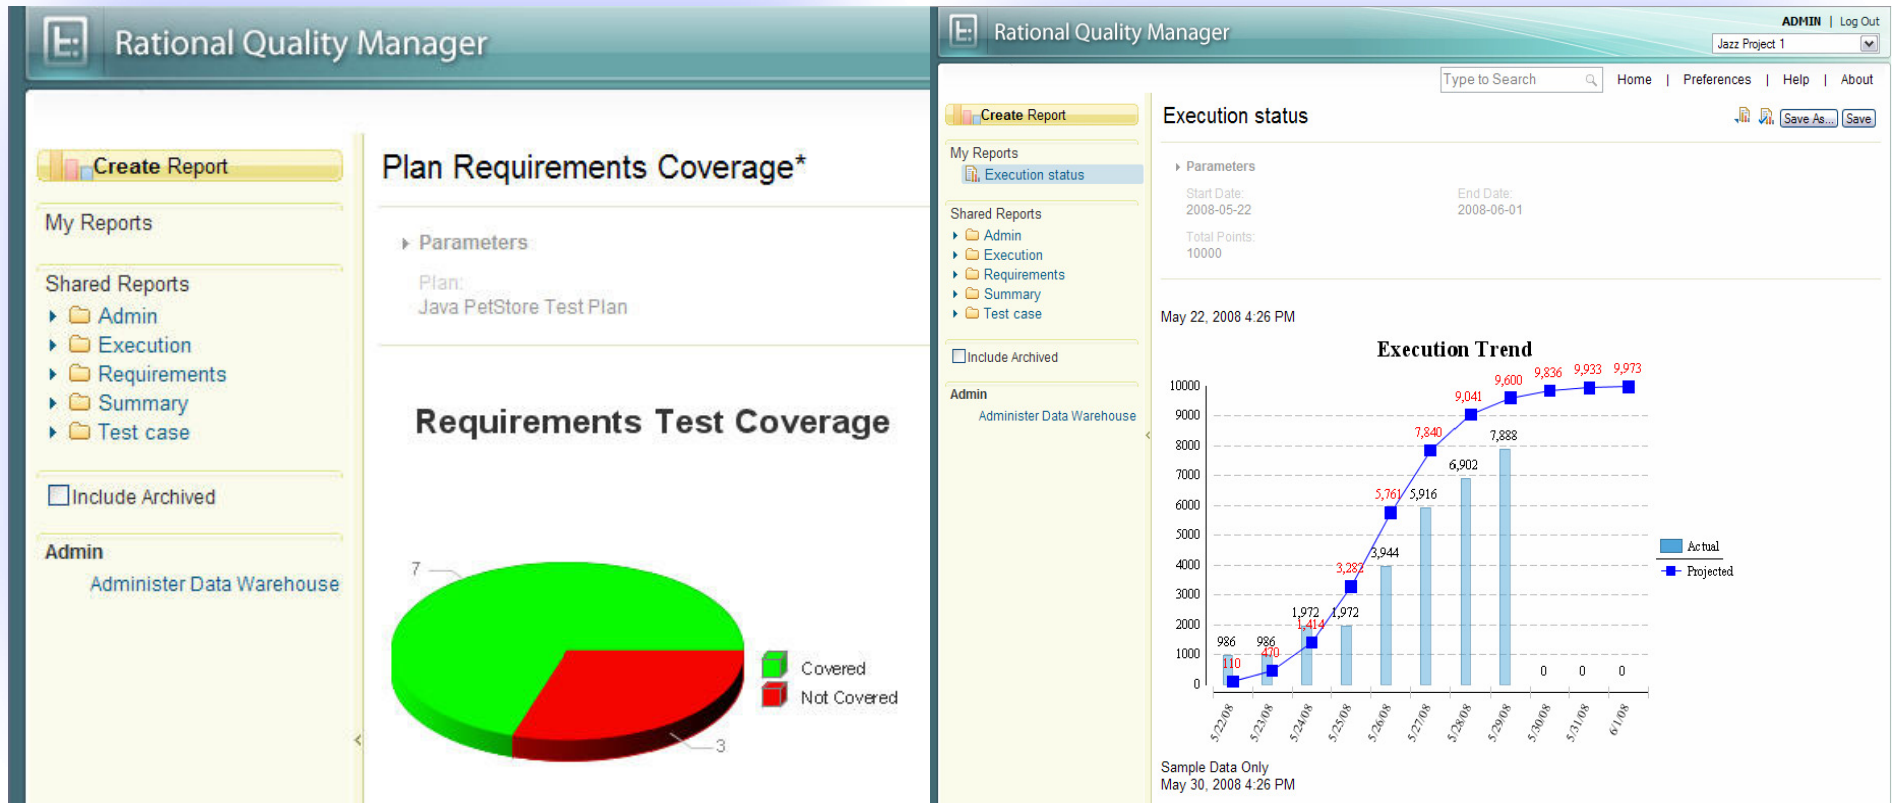 Rational Quality Manager
Create Report
My Reports
Shared Reports
Admin
Execution
Requirements
Summary
Test case
Include Archived
Admin
Administer Data Warehouse
Plan Requirements Coverage*
Parameters
Plan:
Java PetStore Test Plan
Requirements Test Coverage
7
3
Covered
Not Covered
Rational Quality Manager
ADMIN | Log Out
Jazz Project 1
Type to Search
Home | Preferences | Help | About
Create Report
My Reports
Execution status
Shared Reports
Admin
Execution
Requirements
Summary
Test case
Include Archived
Admin
Administer Data Warehouse
Execution status
Save As... Save
Parameters
Start Date: End Date:
2008-05-22 2008-06-01
Total Points:
10000
May 22, 2008 4:26 PM
Execution Trend
10000
9000
8000
7000
6000
5000
4000
3000
2000
1000
0
986 986 1,972 1,972 3,944 5,916 6,902 7,888 0 0 0
110 470 1,414 3,282 5,761 7,840 9,041 9,600 9,836 9,933 9,973
5/22/08 5/23/08 5/24/08 5/25/08 5/26/08 5/27/08 5/28/08 5/29/08 5/30/08 5/31/08 6/1/08
Actual
Projected
Sample Data Only
May 30, 2008 4:26 PM